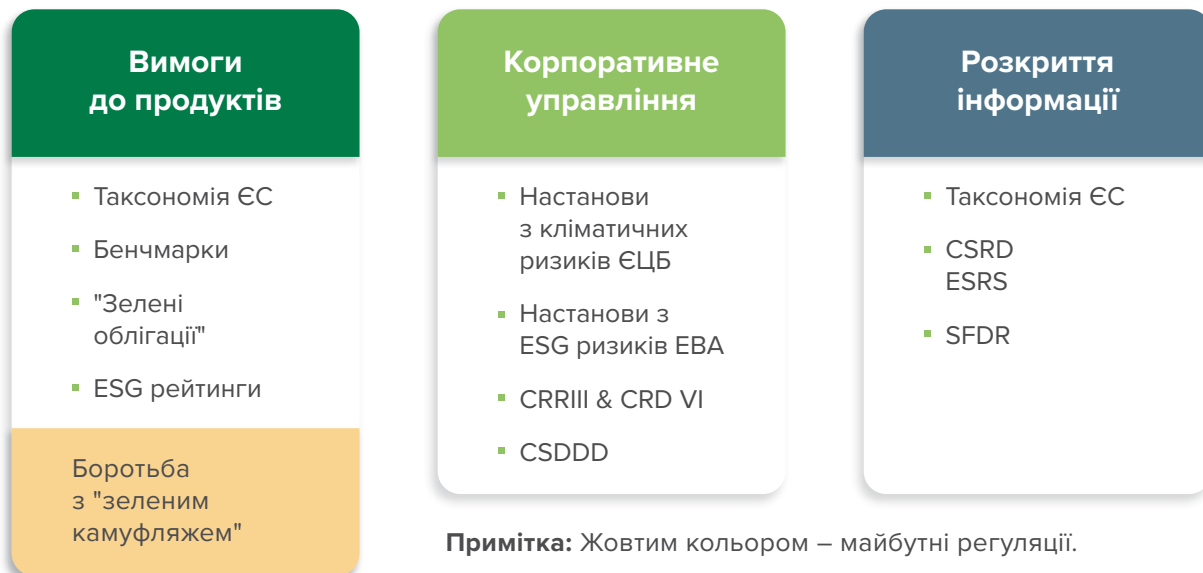 Вимоги
до продуктів
Таксономія ЄС
Бенчмарки
"Зелені
облігації"
ESG рейтинги
Боротьба
з "зеленим
камуфляжем"
Корпоративне
управління
Настанови
з кліматичних
ризиків ЄЦБ
Настанови з
ESG ризиків EBA
CRRIII & CRD VI
CSDDD
Розкриття
інформації
Таксономія ЄС
CSRD
ESRS
SFDR
Примітка: Жовтим кольором – майбутні регуляції.